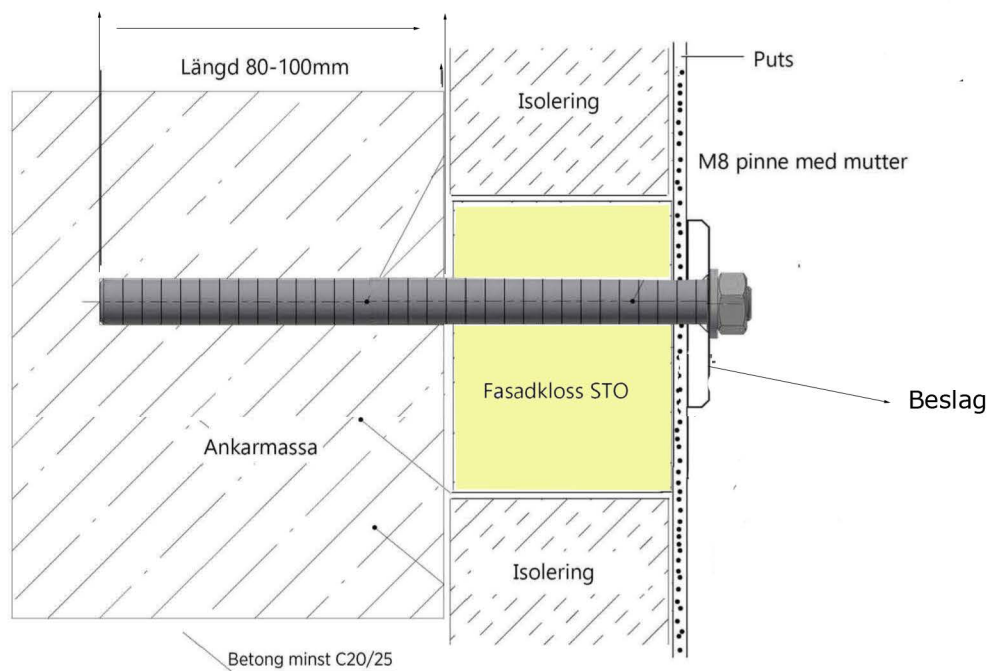 Längd 80-100mm
Puts
Isolering
M8 pinne med mutter
Fasadkloss STO
Beslag
Ankarmassa
Isolering
Betong minst C20/25